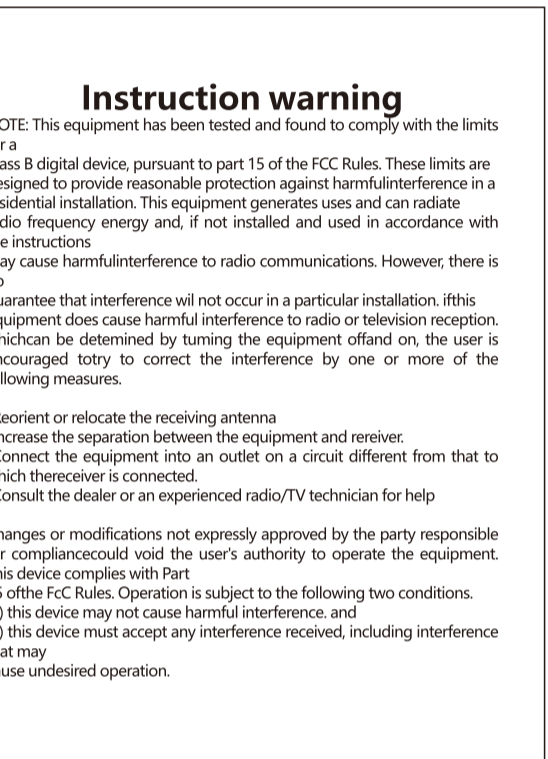 Instruction warning
OTE: This equipment has been tested and found to comply with the limits
r a
ass B digital device, pursuant to part 15 of the FCC Rules. These limits are
esigned to provide reasonable protection against harmfulinterference in a
sidential installation. This equipment generates uses and can radiate
dio frequency energy and, if not installed and used in accordance with
e instructions
ay cause harmfulinterference to radio communications. However, there is
o
uarantee that interference wil not occur in a particular installation. ifthis
quipment does cause harmful interference to radio or television reception.
hichcan be detemined by tuming the equipment offand on, the user is
ncouraged totry to correct the interference by one or more of the
llowing measures.
eorient or relocate the receiving antenna
ncrease the separation between the equipment and rereiver.
onnect the equipment into an outlet on a circuit different from that to
hich thereceiver is connected.
onsult the dealer or an experienced radio/TV technician for help
hanges or modifications not expressly approved by the party responsible
r compliancecould void the user's authority to operate the equipment.
is device complies with Part
5 ofthe FcC Rules. Operation is subject to the following two conditions.
) this device may not cause harmful interference. and
) this device must accept any interference received, including interference
at may
use undesired operation.